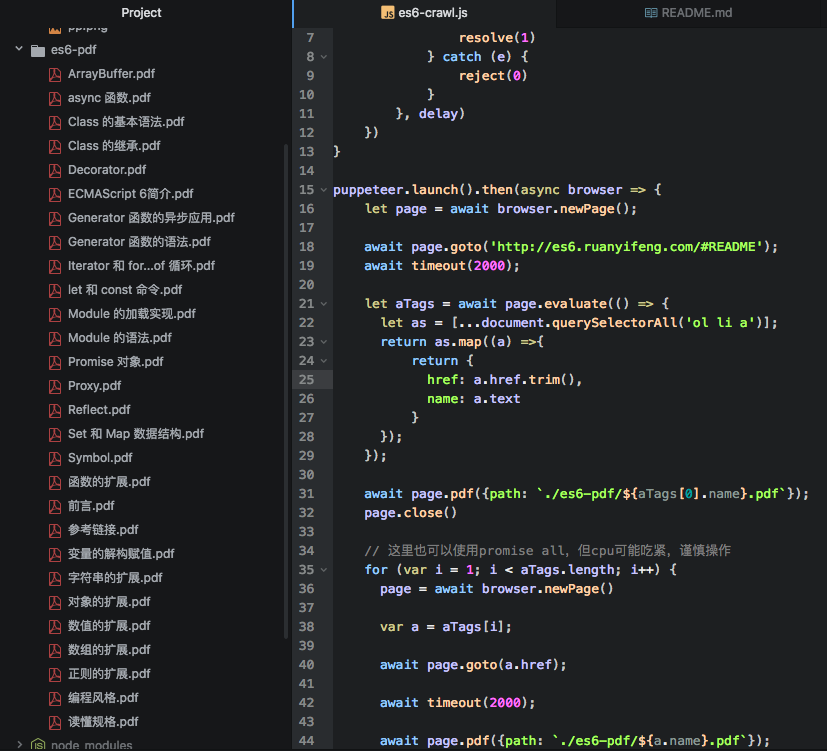 Project
es6-crawl.js
README.md
pp.png
es6-pdf
ArrayBuffer.pdf
async 函数.pdf
Class 的基本语法.pdf
Class 的继承.pdf
Decorator.pdf
ECMAScript 6简介.pdf
Generator 函数的异步应用.pdf
Generator 函数的语法.pdf
Iterator 和 for...of 循环.pdf
let 和 const 命令.pdf
Module 的加载实现.pdf
Module 的语法.pdf
Promise 对象.pdf
Proxy.pdf
Reflect.pdf
Set 和 Map 数据结构.pdf
Symbol.pdf
函数的扩展.pdf
前言.pdf
参考链接.pdf
变量的解构赋值.pdf
字符串的扩展.pdf
对象的扩展.pdf
数值的扩展.pdf
数组的扩展.pdf
正则的扩展.pdf
编程风格.pdf
读懂规格.pdf
node_modules
7                 resolve(1)
8             } catch (e) {
9                 reject(0)
10             }
11         }, delay)
12     })
13 }
14
15 puppeteer.launch().then(async browser => {
16     let page = await browser.newPage();
17
18     await page.goto('http://es6.ruanyifeng.com/#README');
19     await timeout(2000);
20
21     let aTags = await page.evaluate(() => {
22       let as = [...document.querySelectorAll('ol li a')];
23       return as.map((a) =>{
24           return {
25             href: a.href.trim(),
26             name: a.text
27           }
28       });
29     });
30
31     await page.pdf({path: `./es6-pdf/${aTags[0].name}.pdf`});
32     page.close()
33
34     // 这里也可以使用promise all，但cpu可能吃紧，谨慎操作
35     for (var i = 1; i < aTags.length; i++) {
36       page = await browser.newPage()
37
38       var a = aTags[i];
39
40       await page.goto(a.href);
41
42       await timeout(2000);
43
44       await page.pdf({path: `./es6-pdf/${a.name}.pdf`});